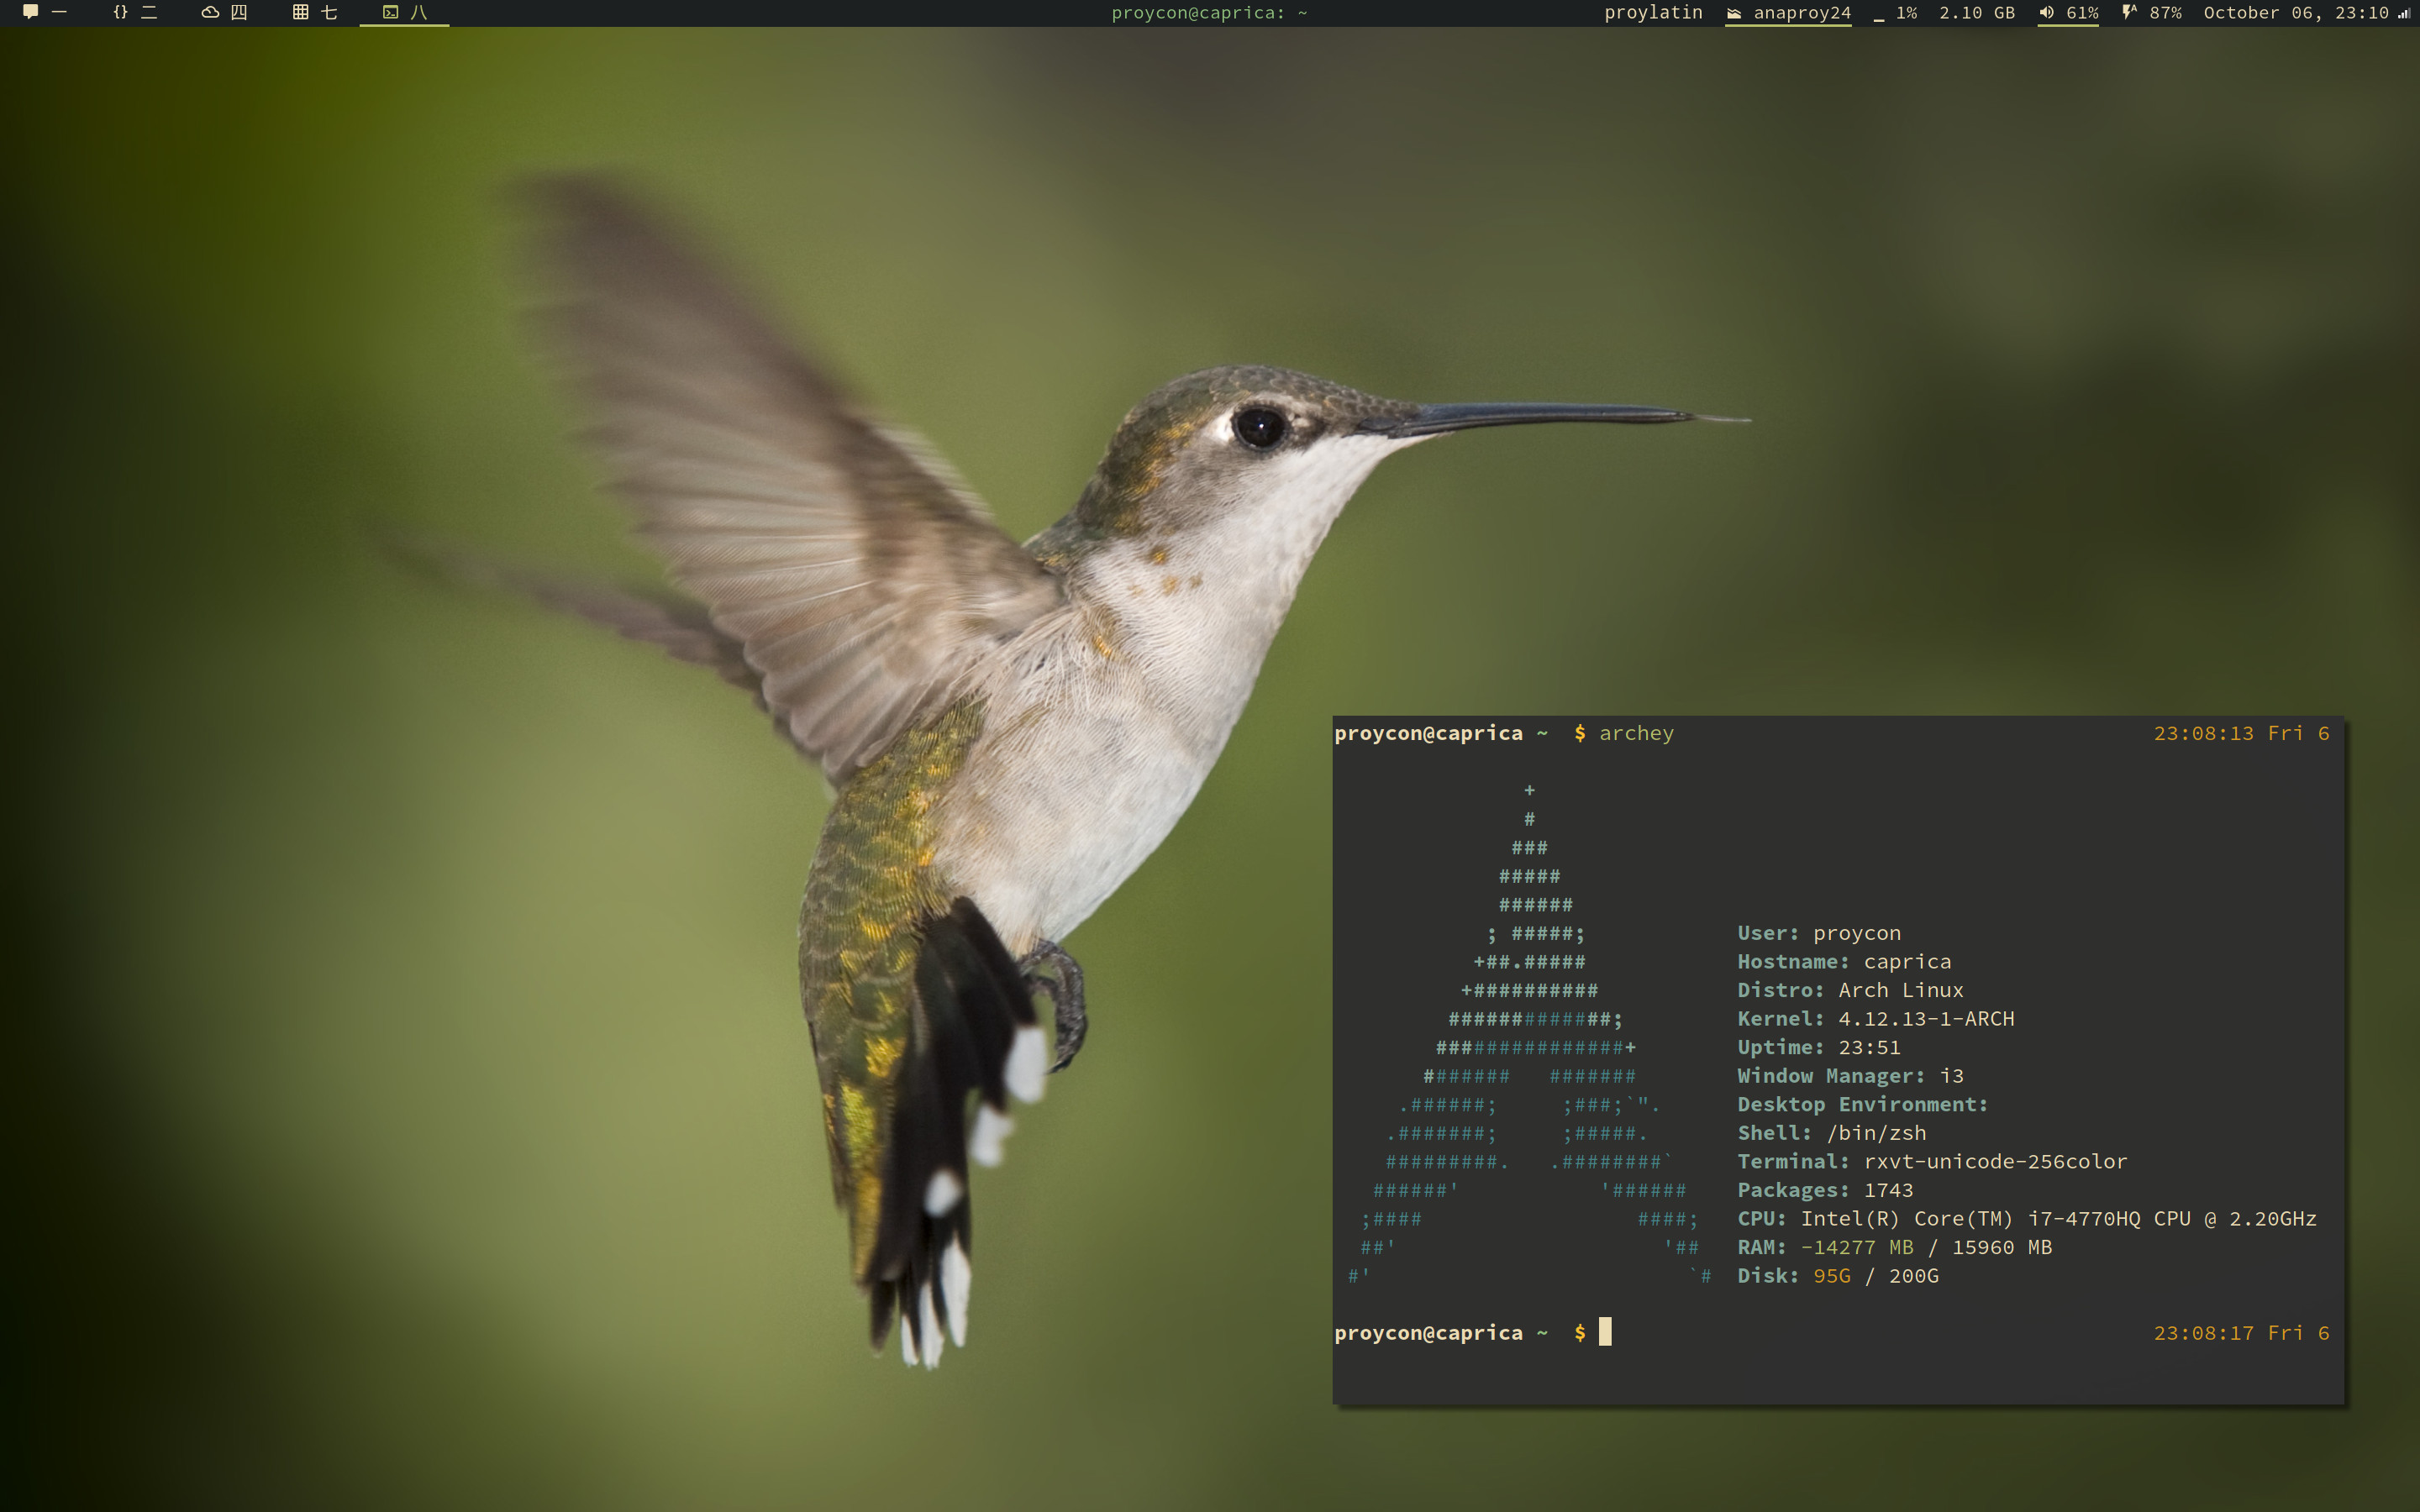 一 {} 二 四 七 八 proycon@caprica: ~ proylatin anaproy24 1% 2.10 GB 61% 87% October 06, 23:10
proycon@caprica ~ $ archey 23:08:13 Fri 6
+
#
###
#####
######
; #####; User: proycon
+##.##### Hostname: caprica
+########## Distro: Arch Linux
#############; Kernel: 4.12.13-1-ARCH
###############+ Uptime: 23:51
####### ####### Window Manager: i3
.######; ;###;`". Desktop Environment:
.#######; ;#####. Shell: /bin/zsh
#########. .########` Terminal: rxvt-unicode-256color
######' '###### Packages: 1743
;#### ####; CPU: Intel(R) Core(TM) i7-4770HQ CPU @ 2.20GHz
##' '## RAM: -14277 MB / 15960 MB
#' `# Disk: 95G / 200G
proycon@caprica ~ $ 23:08:17 Fri 6